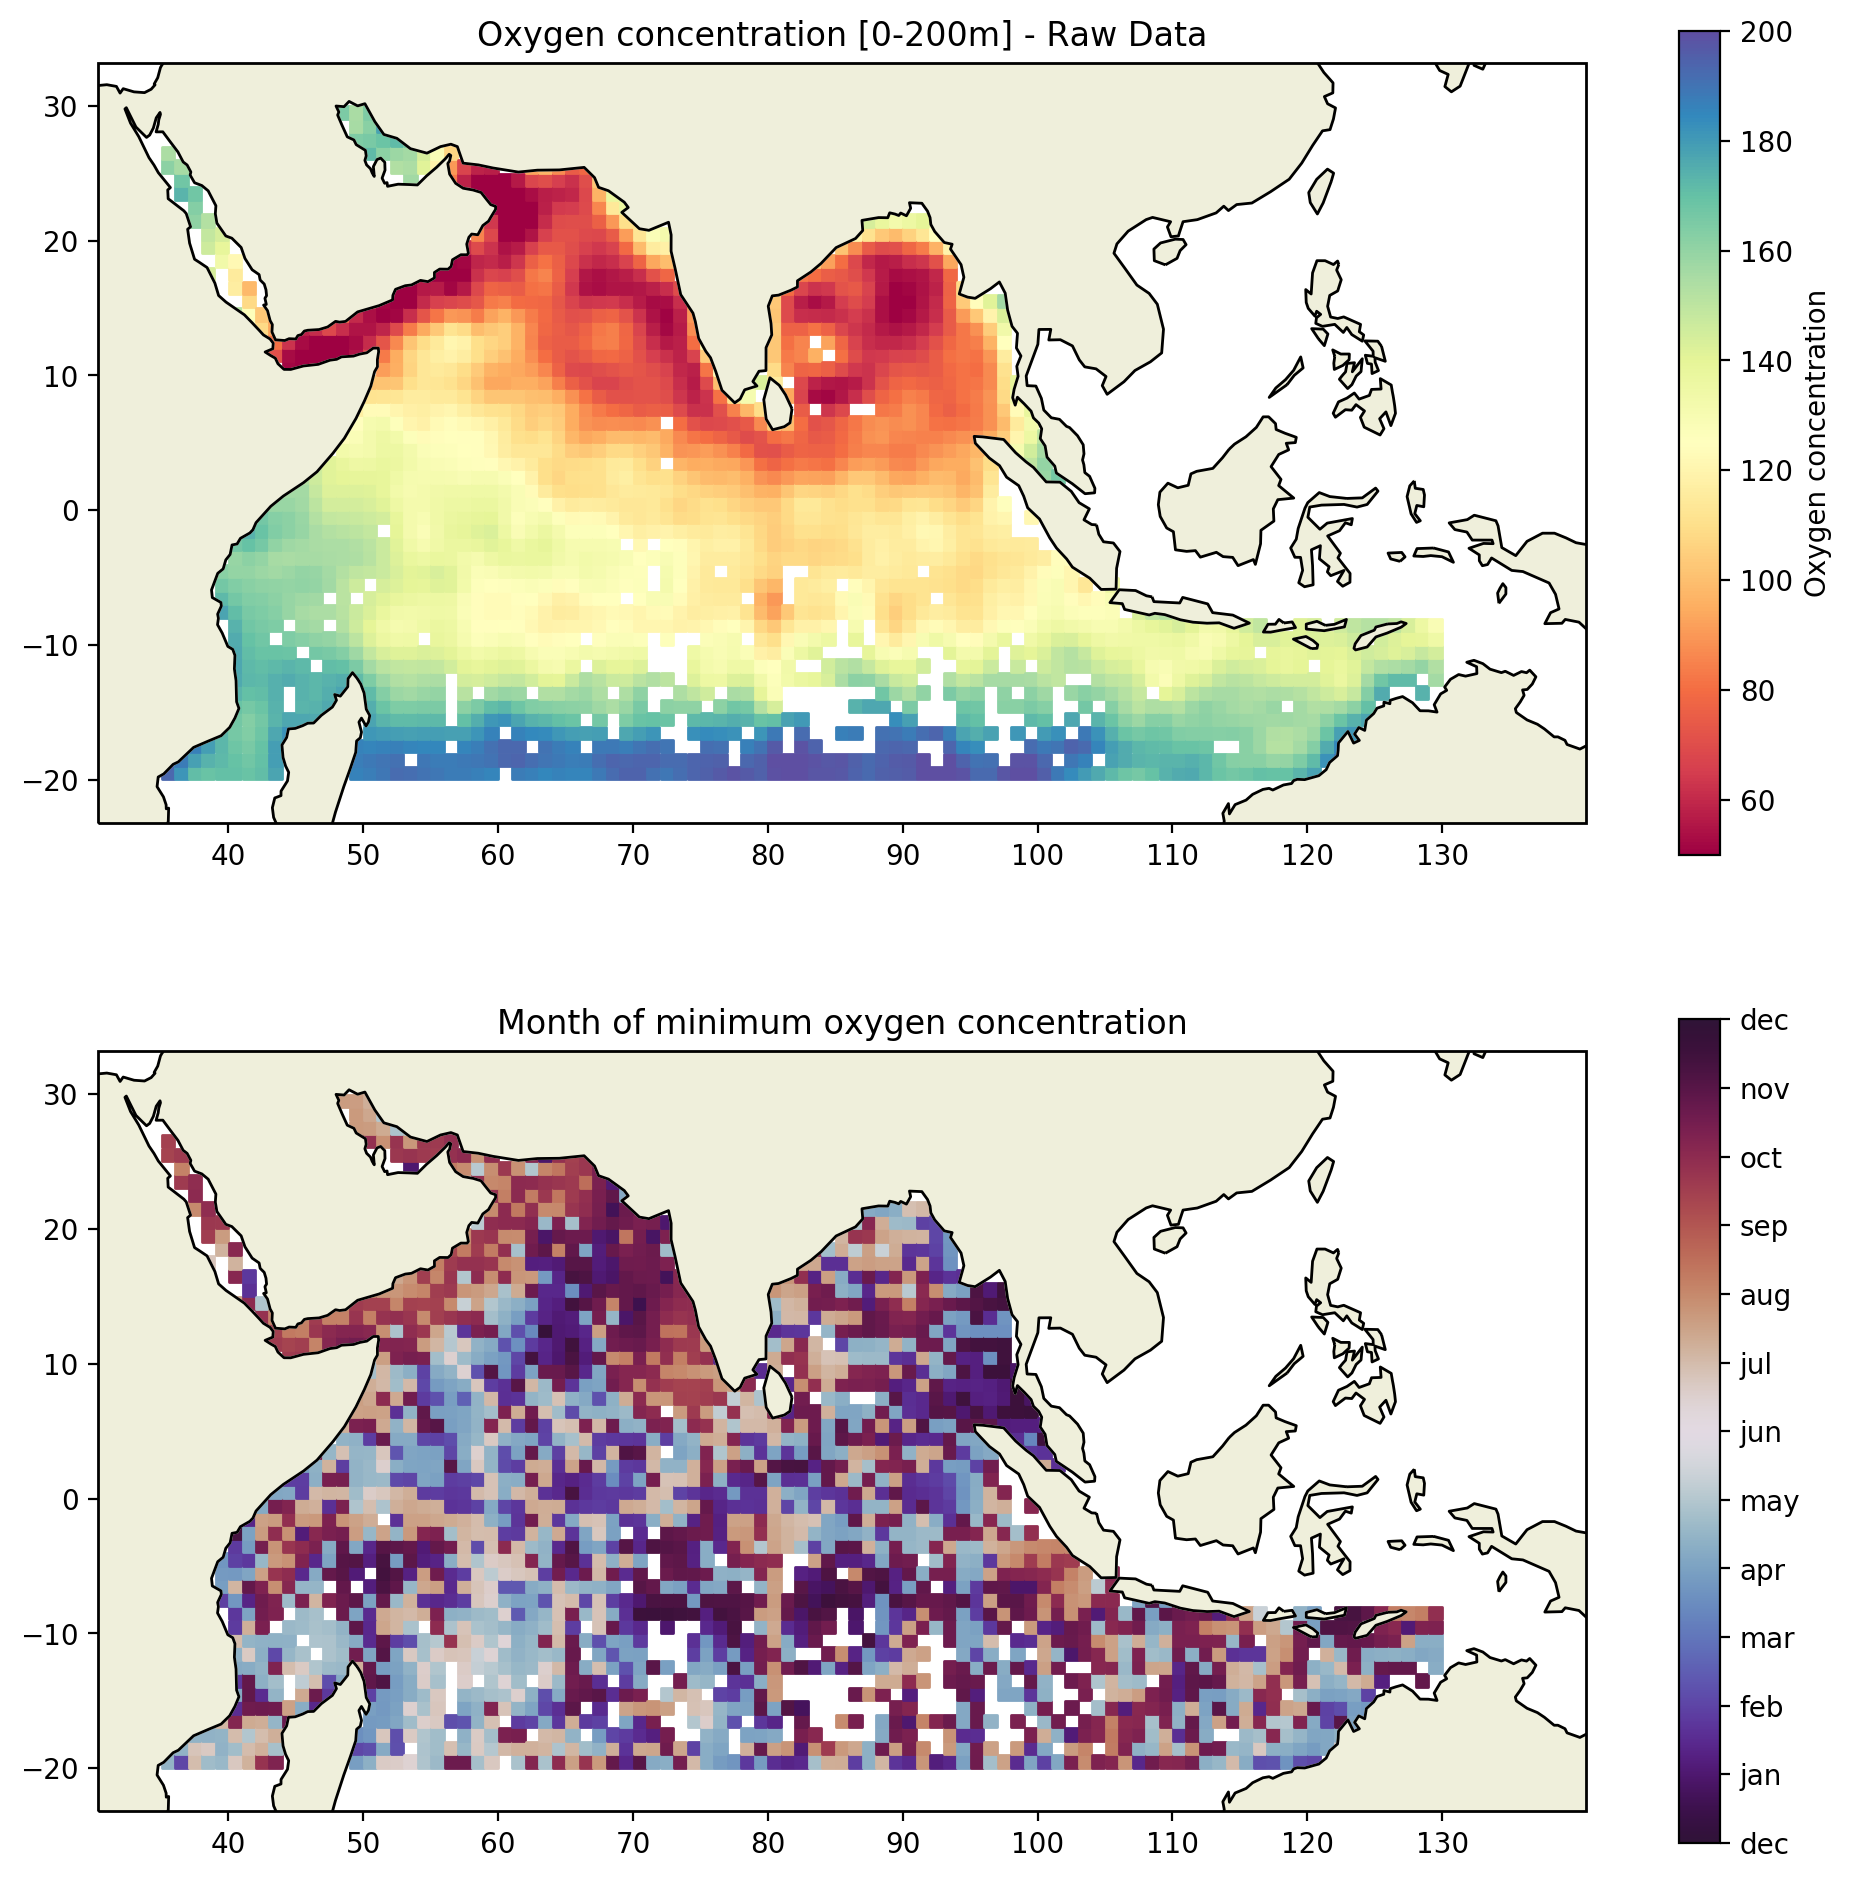 Oxygen concentration [0-200m] - Raw Data
30
20
10
0
−10
−20
40 50 60 70 80 90 100 110 120 130
200
180
160
140
120
100
80
60
Oxygen concentration
Month of minimum oxygen concentration
30
20
10
0
−10
−20
40 50 60 70 80 90 100 110 120 130
dec
nov
oct
sep
aug
jul
jun
may
apr
mar
feb
jan
dec